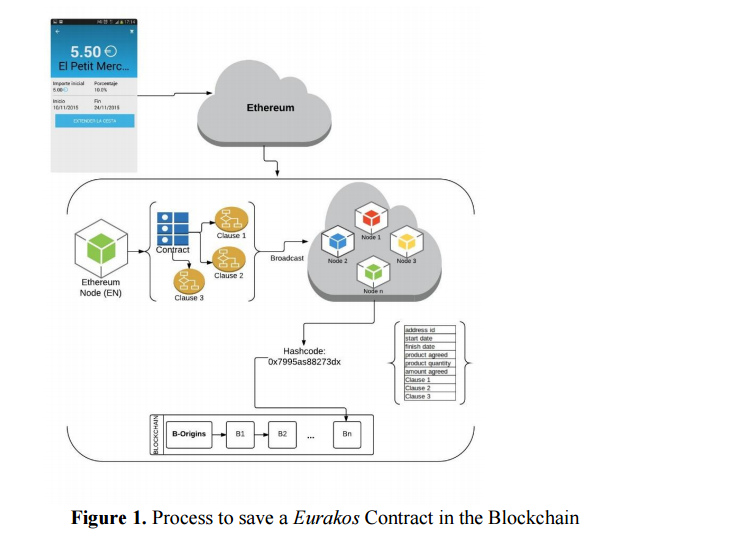 17:14
5.50
El Petit Merc...
Importe inicial Porcentaje
5.00 10.0%
Inicio Fin
10/11/2015 24/11/2015
EXTENDER LA OFERTA
Ethereum
Ethereum
Node (EN)
Contract
Clause 1
Clause 2
Clause 3
Broadcast
Node 1
Node 2
Node 3
Node n
Hashcode:
0x7995as88273dx
address id
start date
finish date
product agreed
product quantity
amount agreed
Clause 1
Clause 2
Clause 3
BLOCKCHAIN
B-Origins
B1
B2
...
Bn
Figure 1. Process to save a Eurakos Contract in the Blockchain